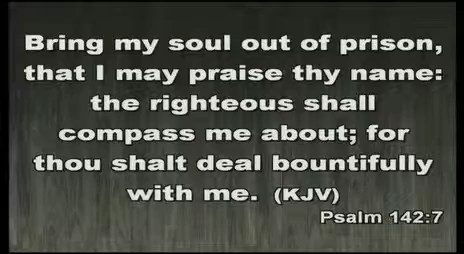 Bring my soul out of prison,
that I may praise thy name:
the righteous shall
compass me about; for
thou shalt deal bountifully
with me. (KJV)
Psalm 142:7